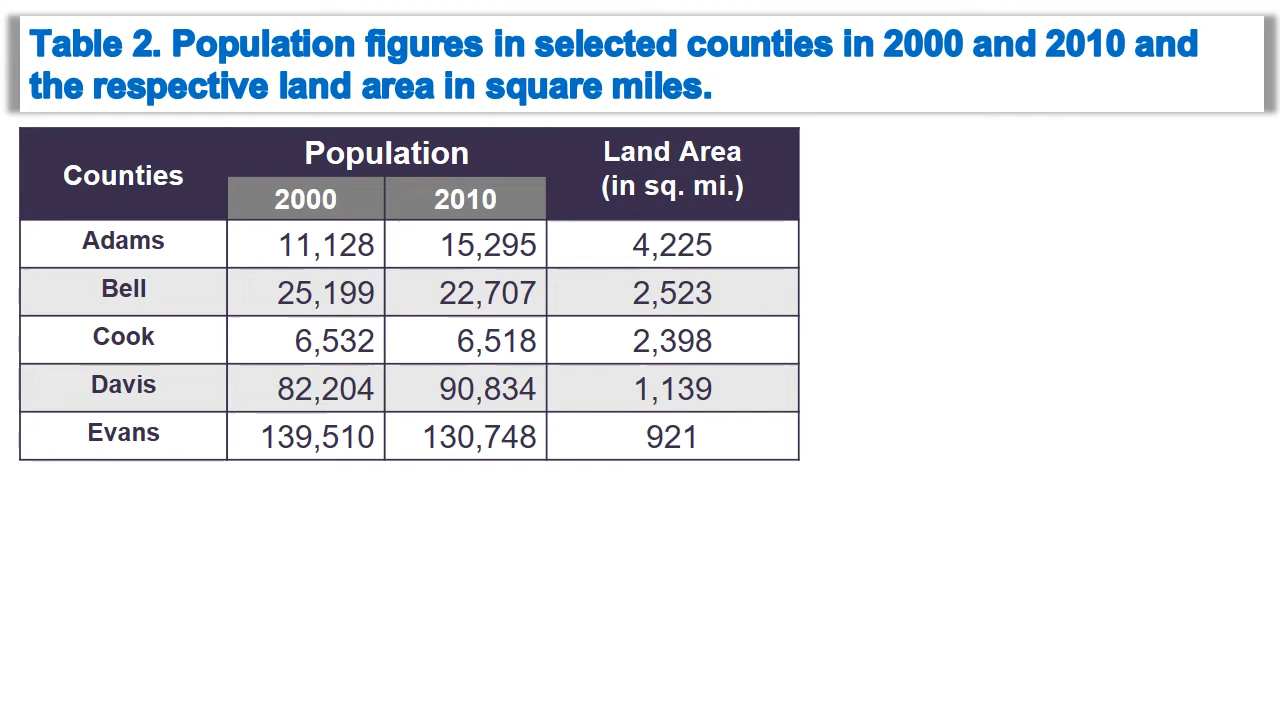 Table 2. Population figures in selected counties in 2000 and 2010 and
the respective land area in square miles.
Counties Population Land Area
(in sq. mi.)
2000 2010
Adams 11,128 15,295 4,225
Bell 25,199 22,707 2,523
Cook 6,532 6,518 2,398
Davis 82,204 90,834 1,139
Evans 139,510 130,748 921